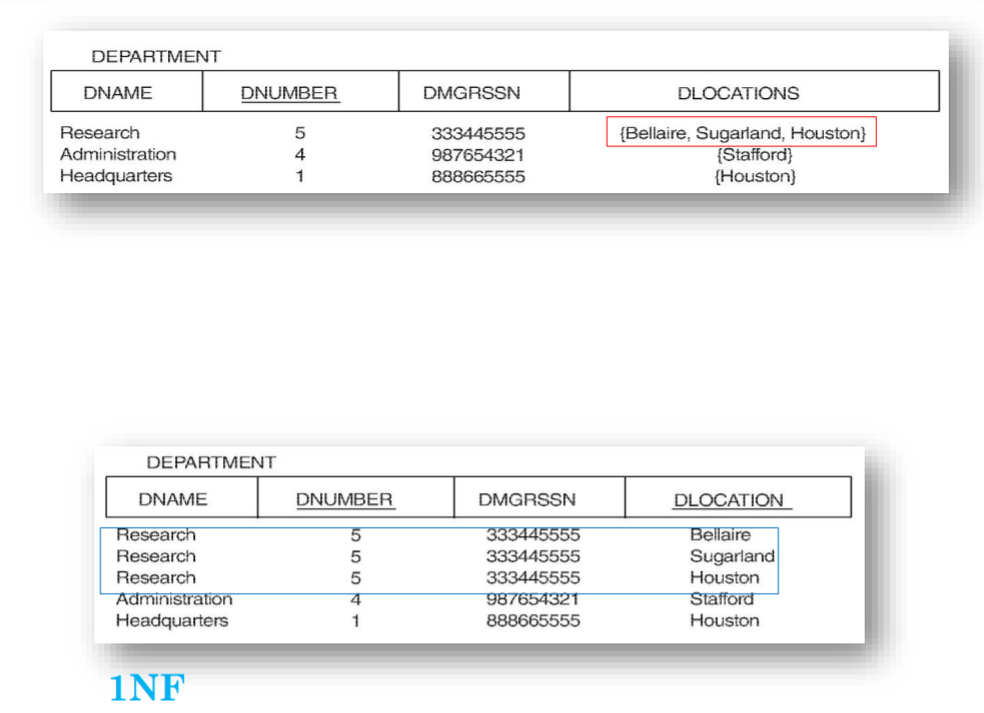 DEPARTMENT
DNAME DNUMBER DMGRSSN DLOCATIONS
Research 5 333445555 {Bellaire, Sugarland, Houston}
Administration 4 987654321 {Stafford}
Headquarters 1 888665555 {Houston}
DEPARTMENT
DNAME DNUMBER DMGRSSN DLOCATION
Research 5 333445555 Bellaire
Research 5 333445555 Sugarland
Research 5 333445555 Houston
Administration 4 987654321 Stafford
Headquarters 1 888665555 Houston
1NF